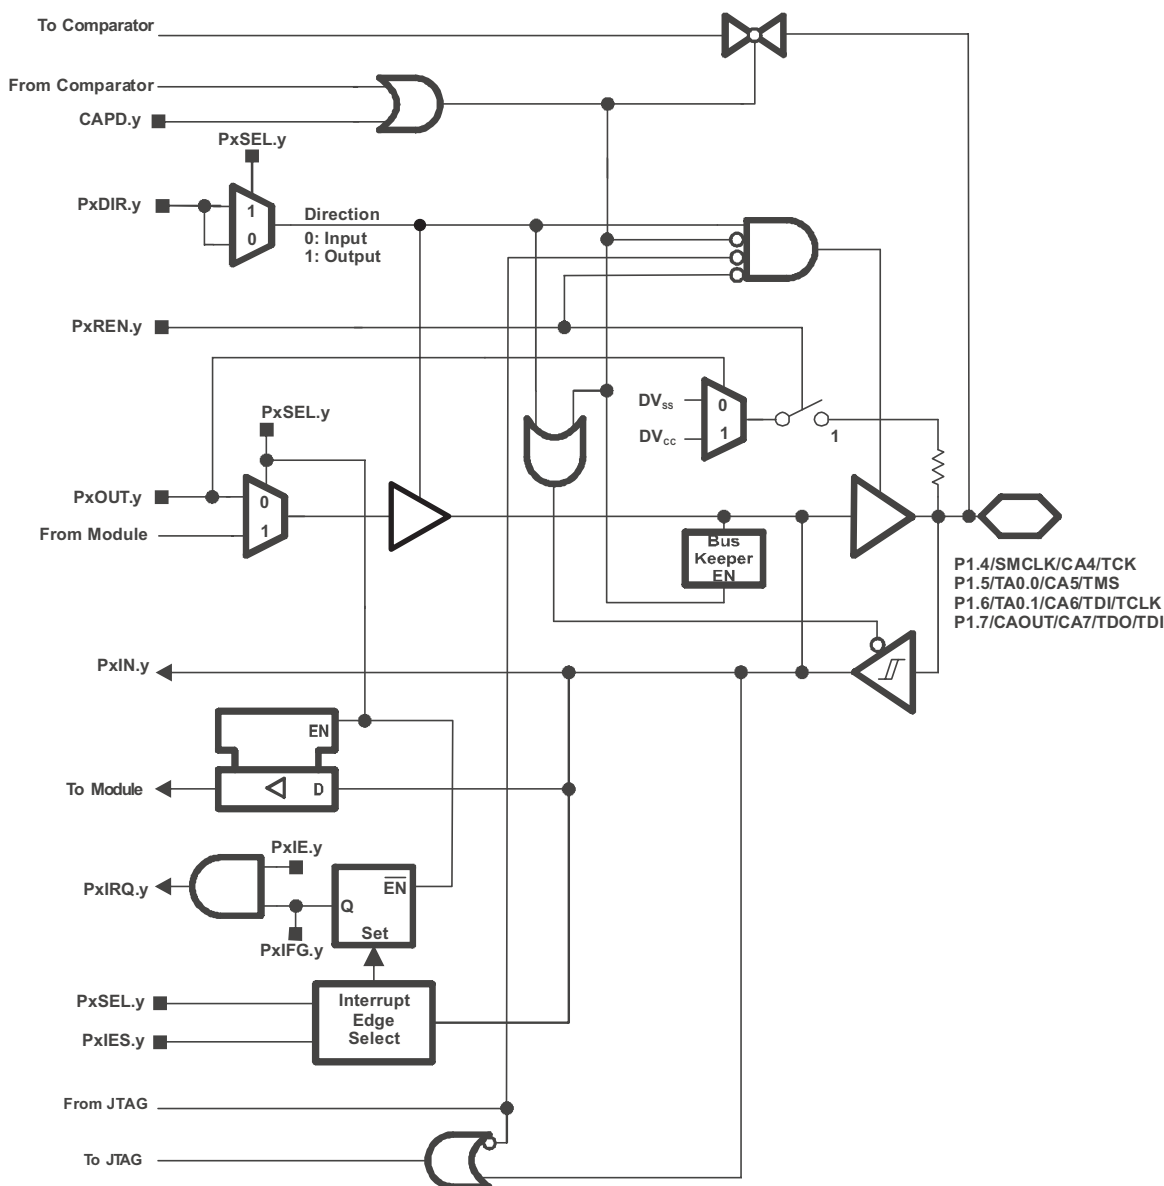 To Comparator
From Comparator
CAPD.y
PxSEL.y
PxDIR.y
1
0
Direction
0: Input
1: Output
PxREN.y
DVSS
DVCC
0
1
1
PxSEL.y
PxOUT.y
0
From Module
1
Bus
Keeper
EN
P1.4/SMCLK/CA4/TCK
P1.5/TA0.0/CA5/TMS
P1.6/TA0.1/CA6/TDI/TCLK
P1.7/CAOUT/CA7/TDO/TDI
PxIN.y
EN
To Module
D
PxIE.y
PxIRQ.y
EN
Q
Set
PxIFG.y
PxSEL.y
PxIES.y
Interrupt
Edge
Select
From JTAG
To JTAG